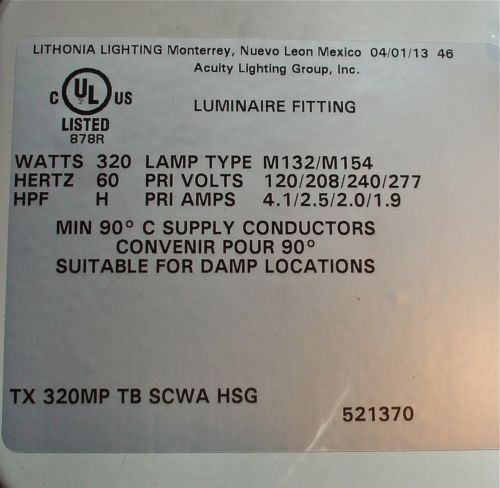 LITHONIA LIGHTING Monterrey, Nuevo Leon Mexico 04/01/13 46
Acuity Lighting Group, Inc.
C UL US
LISTED
878R
LUMINAIRE FITTING
WATTS 320 LAMP TYPE M132/M154
HERTZ 60 PRI VOLTS 120/208/240/277
HPF H PRI AMPS 4.1/2.5/2.0/1.9
MIN 90° C SUPPLY CONDUCTORS
CONVENIR POUR 90°
SUITABLE FOR DAMP LOCATIONS
TX 320MP TB SCWA HSG
521370